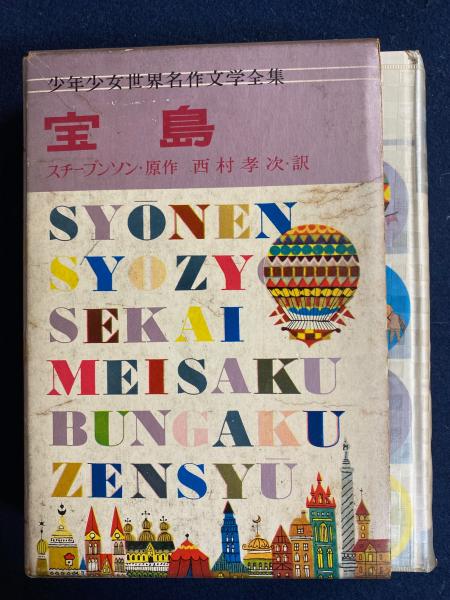 少年少女世界名作文学全集
宝島
スチーブンソン・原作 西村孝次・訳
SYŌNEN
SYOZY
SEKAI
MEISAKU
BUNGAKU
ZENSYŪ